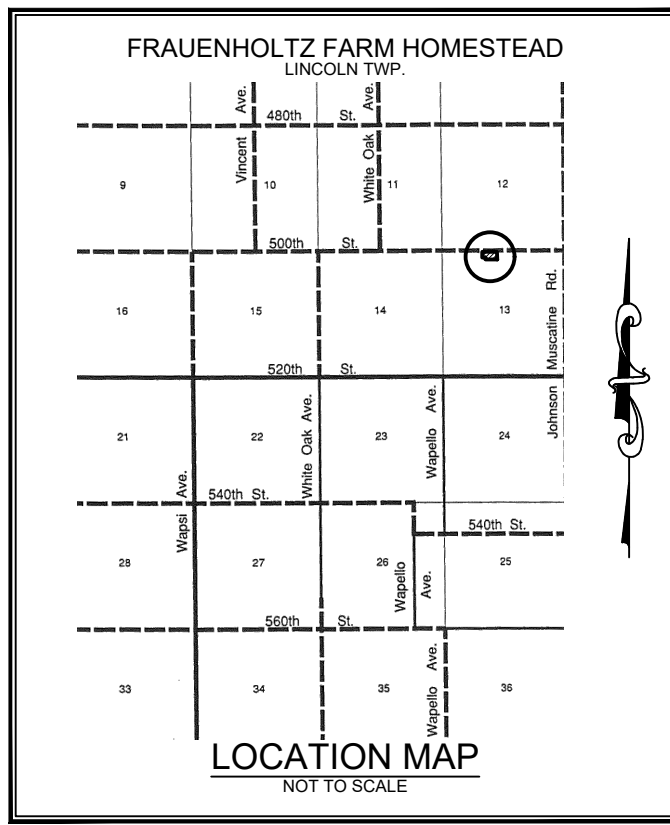 FRAUENHOLTZ FARM HOMESTEAD
LINCOLN TWP.
Vincent Ave.
White Oak Ave.
480th St.
9
10
11
12
500th St.
16
15
14
13
Johnson Muscatine Rd.
520th St.
21
22
23
24
Wapsi Ave.
White Oak Ave.
Wapello Ave.
540th St.
540th St.
28
27
26
25
Wapello Ave.
560th St.
33
34
35
36
Wapello Ave.
LOCATION MAP
NOT TO SCALE